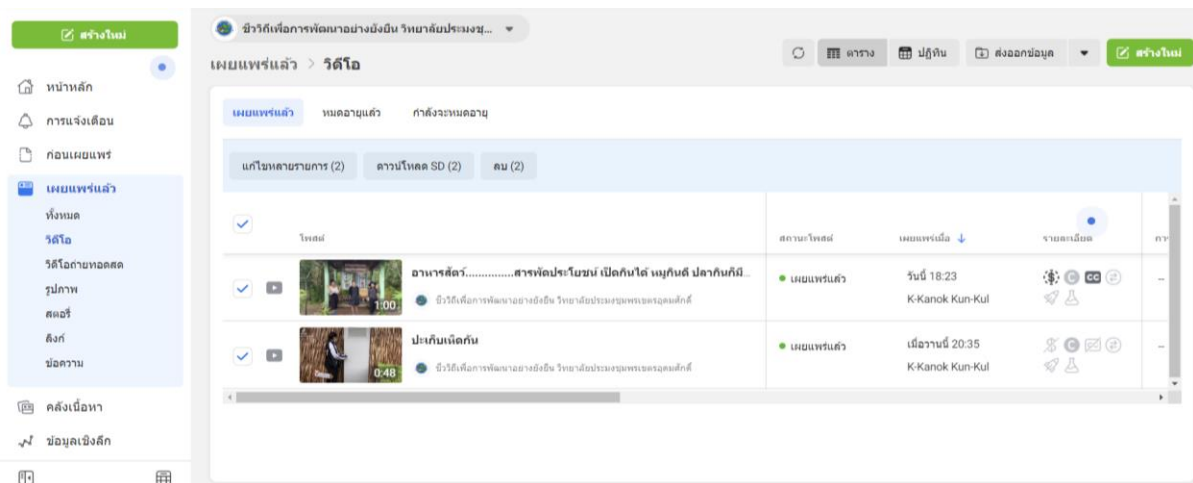 สร้างใหม่
หน้าหลัก
การแจ้งเตือน
ก่อนเผยแพร่
เผยแพร่แล้ว
ทั้งหมด
วิดีโอ
วิดีโอถ่ายทอดสด
รูปภาพ
สตอรี่
ลิงก์
ข้อความ
คลังเนื้อหา
ข้อมูลเชิงลึก
ชีววิถีเพื่อการพัฒนาอย่างยั่งยืน วิทยาลัยประมงชุ...
เผยแพร่แล้ว > วิดีโอ
ตาราง
ปฏิทิน
ส่งออกข้อมูล
สร้างใหม่
เผยแพร่แล้ว หมดอายุแล้ว กำลังจะหมดอายุ
แก้ไขหลายรายการ (2) ดาวน์โหลด SD (2) ลบ (2)
โพสต์ สถานะโพสต์ เผยแพร่เมื่อ รายละเอียด
อาหารสัตว์..............สารพัดประโยชน์ เปิดกินได้ หมูกินดี ปลากินก็มี...
ชีววิถีเพื่อการพัฒนาอย่างยั่งยืน วิทยาลัยประมงชุมพรเขตรอุดมศักดิ์
1:00
เผยแพร่แล้ว
วันนี้ 18:23
K-Kanok Kun-Kul
CC
ปะเก็บเพ็ดกัน
ชีววิถีเพื่อการพัฒนาอย่างยั่งยืน วิทยาลัยประมงชุมพรเขตรอุดมศักดิ์
0:48
เผยแพร่แล้ว
เมื่อวานนี้ 20:35
K-Kanok Kun-Kul